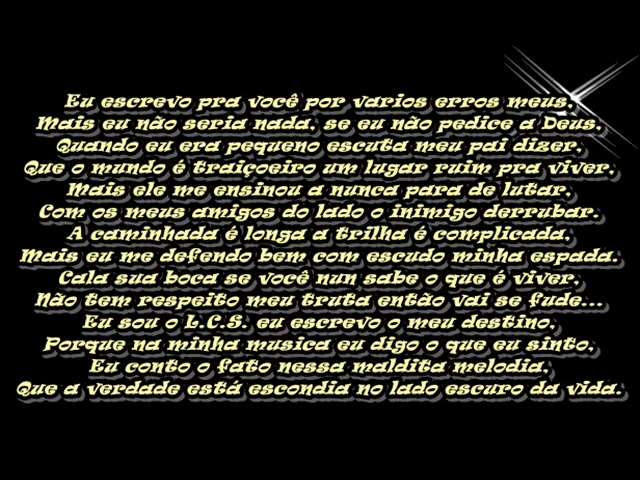 Eu escrevo pra você por varios erros meus,
Mais eu não seria nada, se eu não pedice a Deus,
Quando eu era pequeno escuta meu pai dizer,
Que o mundo é traiçoeiro um lugar ruim pra viver,
Mais ele me ensinou a nunca para de lutar,
Com os meus amigos do lado o inimigo derrubar.
A caminhada é longa a trilha é complicada,
Mais eu me defendo bem com escudo minha espada.
Cala sua boca se você nun sabe o que é viver,
Não tem respeito meu truta então vai se fude...
Eu sou o L.C.S. eu escrevo o meu destino,
Porque na minha musica eu digo o que eu sinto,
Eu conto o fato nessa maldita melodia,
Que a verdade está escondia no lado escuro da vida.